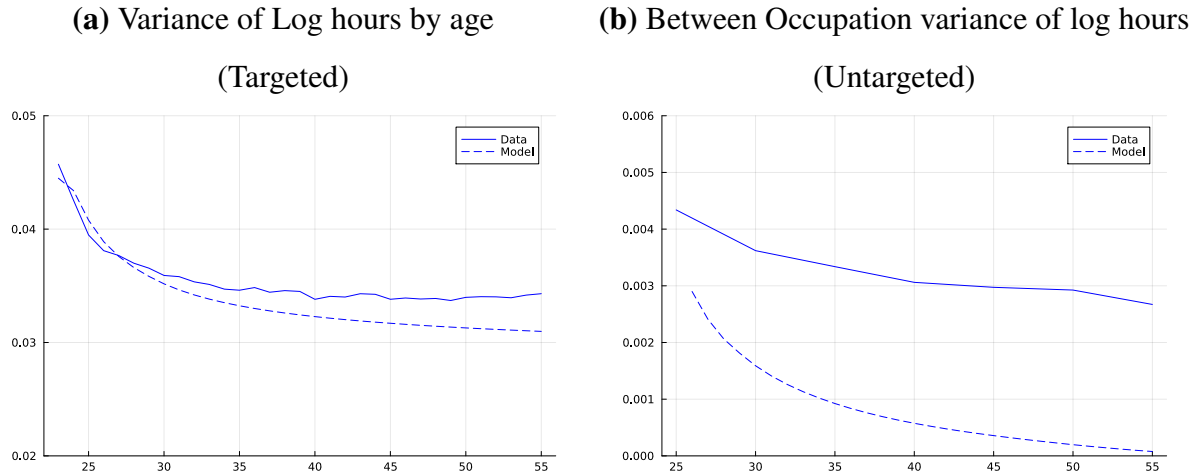 (a) Variance of Log hours by age
(Targeted)
0.05
0.04
0.03
0.02
25 30 35 40 45 50 55
Data
Model
(b) Between Occupation variance of log hours
(Untargeted)
0.006
0.005
0.004
0.003
0.002
0.001
0.000
25 30 35 40 45 50 55
Data
Model